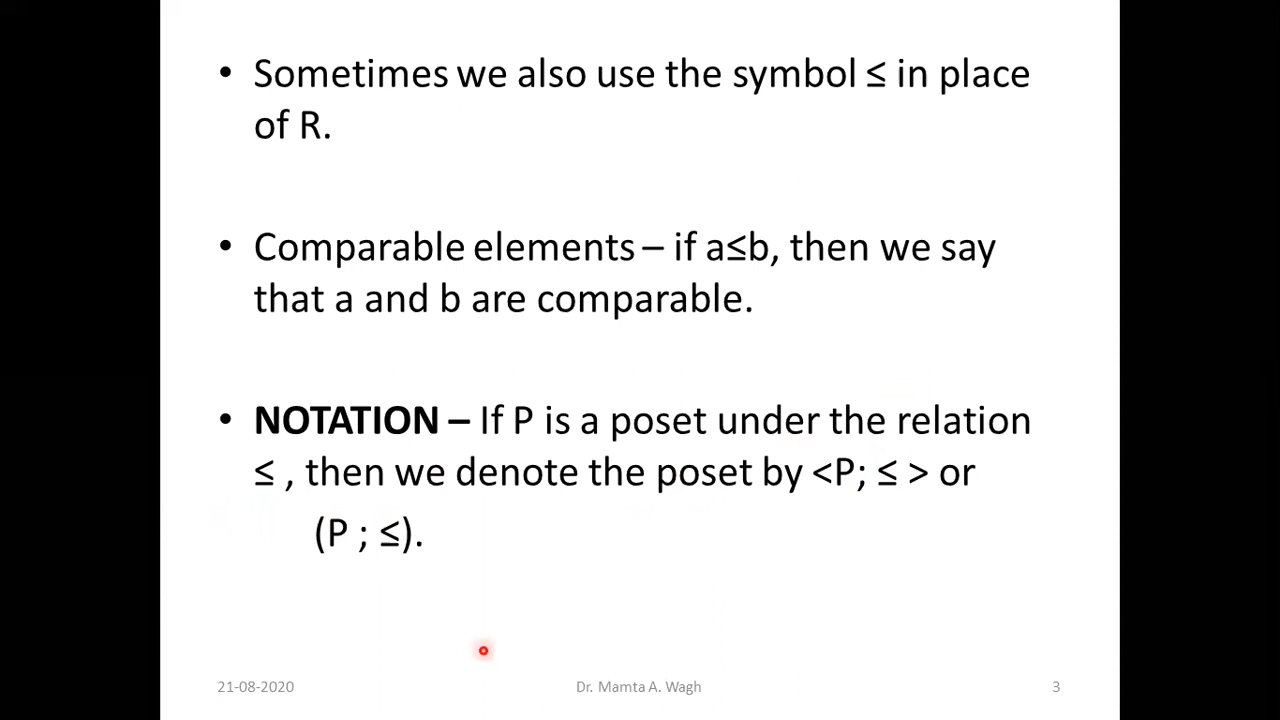 • Sometimes we also use the symbol ≤ in place
of R.
• Comparable elements – if a≤b, then we say
that a and b are comparable.
• NOTATION – If P is a poset under the relation
≤ , then we denote the poset by <P; ≤ > or
(P ; ≤).
21-08-2020 Dr. Mamta A. Wagh 3